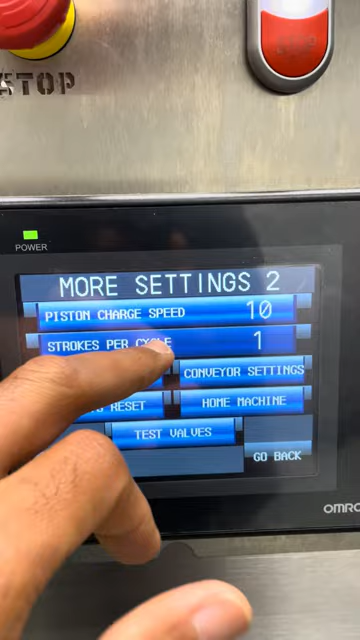 STOP
POWER
MORE SETTINGS 2
PISTON CHARGE SPEED 10
STROKES PER CYCLE 1
CONVEYOR SETTINGS
RESET
HOME MACHINE
TEST VALVES
GO BACK